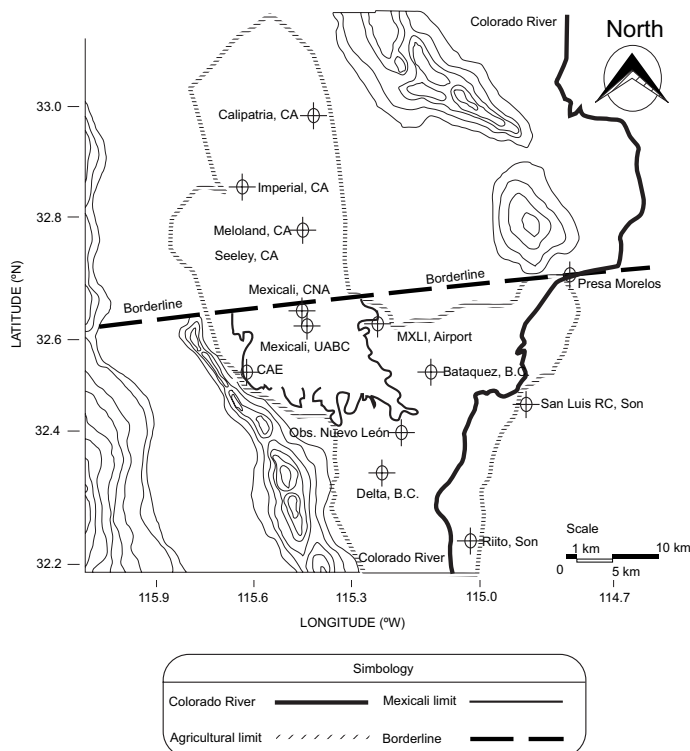 Colorado River
North
33.0
Calipatria, CA
Imperial, CA
32.8
Meloland, CA
Seeley, CA
Borderline
Presa Morelos
Mexicali, CNA
Borderline
LATITUDE (ºN)
32.6
MXLI, Airport
Mexicali, UABC
CAE
Bataquez, B.C.
San Luis RC, Son
32.4
Obs. Nuevo León
Delta, B.C.
Scale
Riito, Son
1 km
10 km
Colorado River
0
5 km
32.2
115.9
115.6
115.3
115.0
114.7
LONGITUDE (ºW)
Simbology
Colorado River
Mexicali limit
Agricultural limit
Borderline